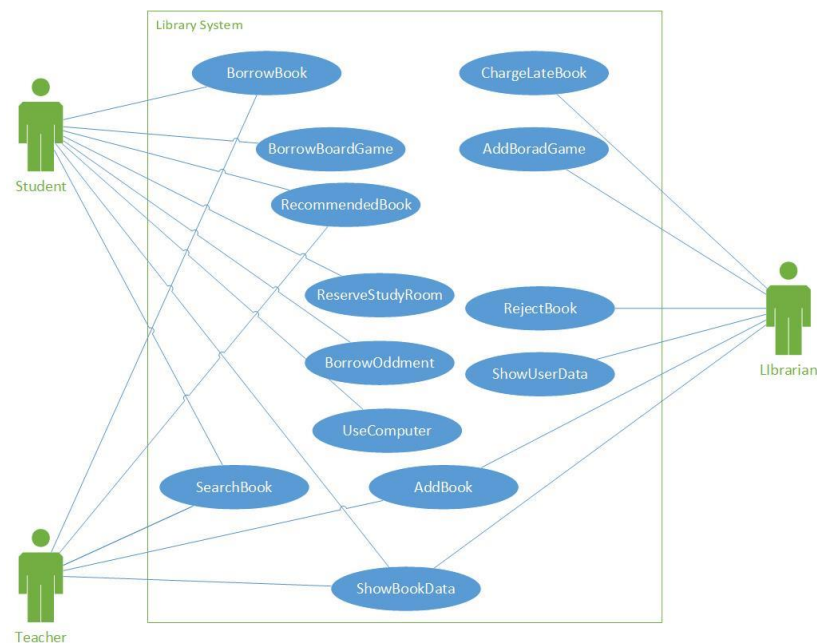 Library System
BorrowBook
ChargeLateBook
BorrowBoardGame
AddBoradGame
Student
RecommendedBook
ReserveStudyRoom
RejectBook
BorrowOddment
ShowUserData
LIbrarian
UseComputer
SearchBook
AddBook
ShowBookData
Teacher